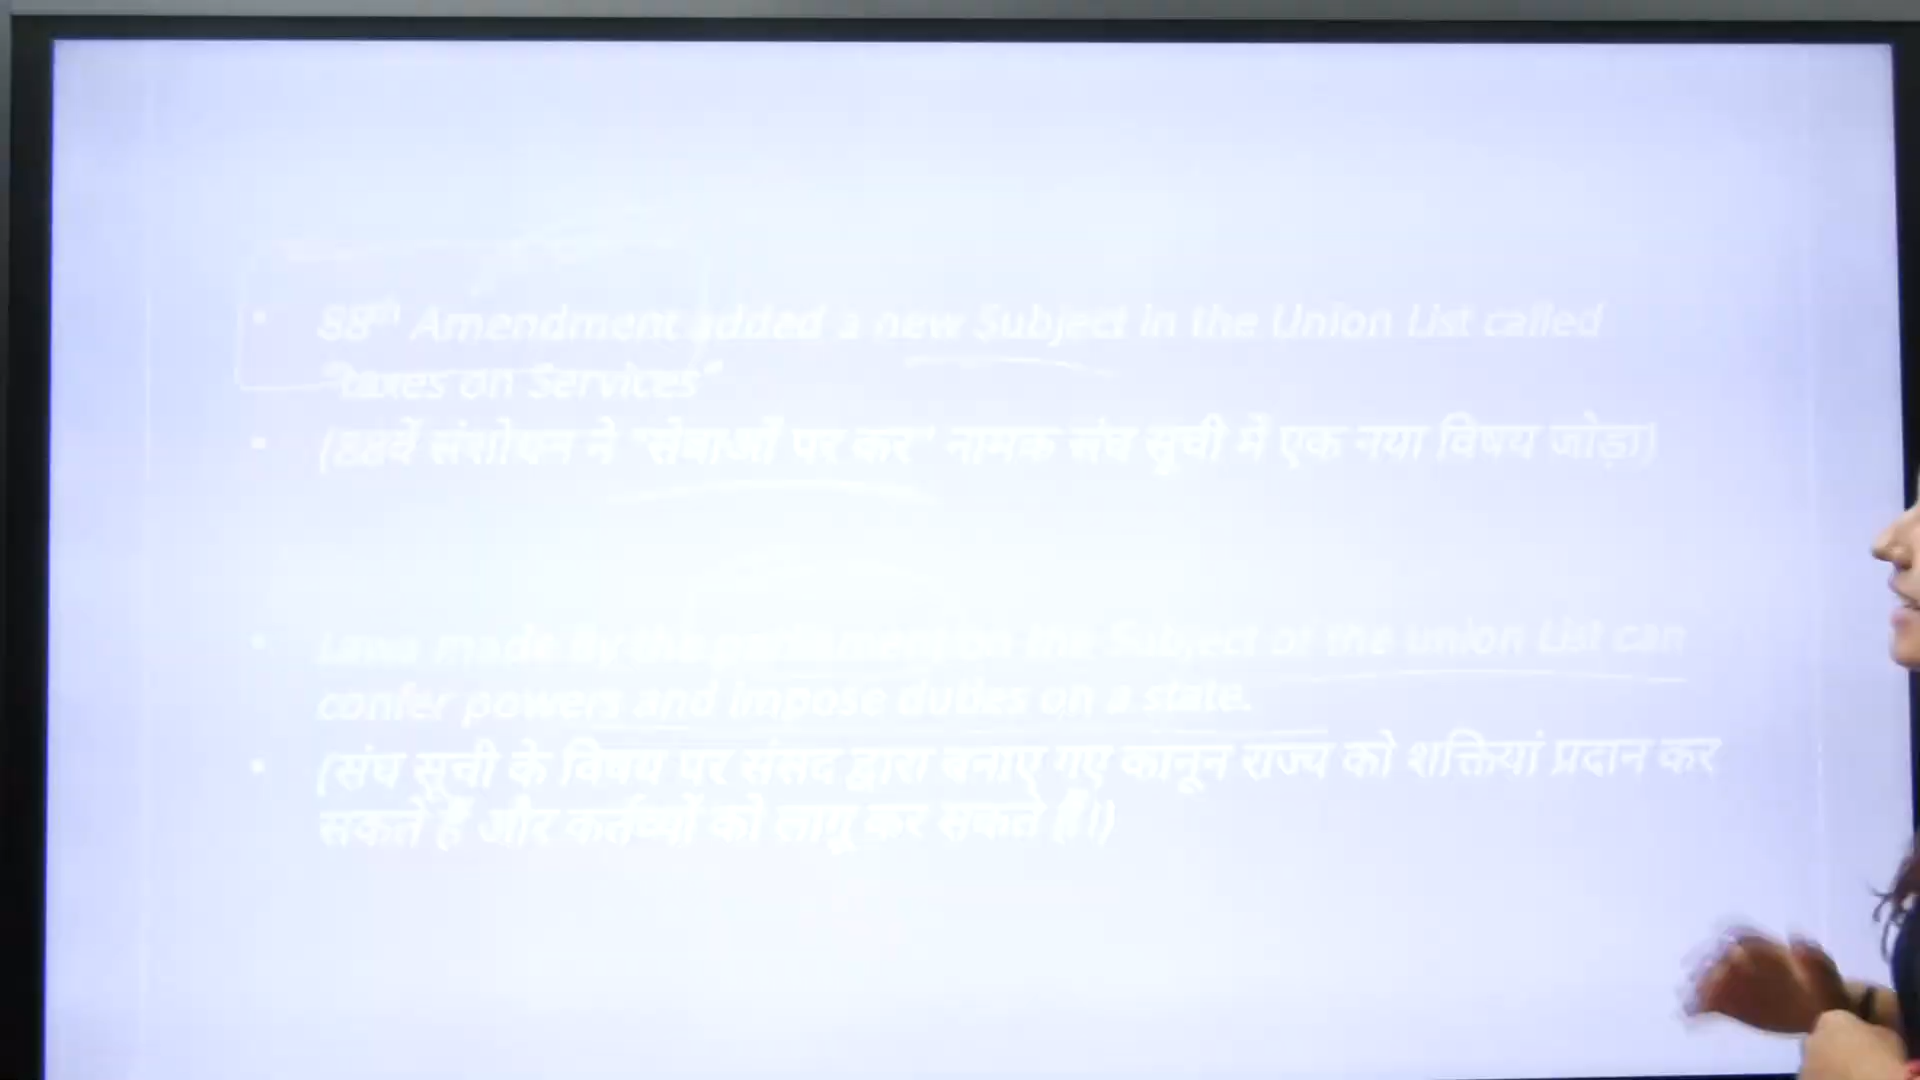 • 88th Amendment added a new Subject in the Union List called
"taxes on Services"
• (88वें संशोधन ने "सेवाओं पर कर" नामक संघ सूची में एक नया विषय जोड़ा)
• Laws made by the parliament on the Subject of the union List can
confer powers and impose duties on a state.
• (संघ सूची के विषय पर संसद द्वारा बनाए गए कानून राज्य को शक्तियां प्रदान कर
सकते हैं और कर्तव्यों को लागू कर सकते हैं।)